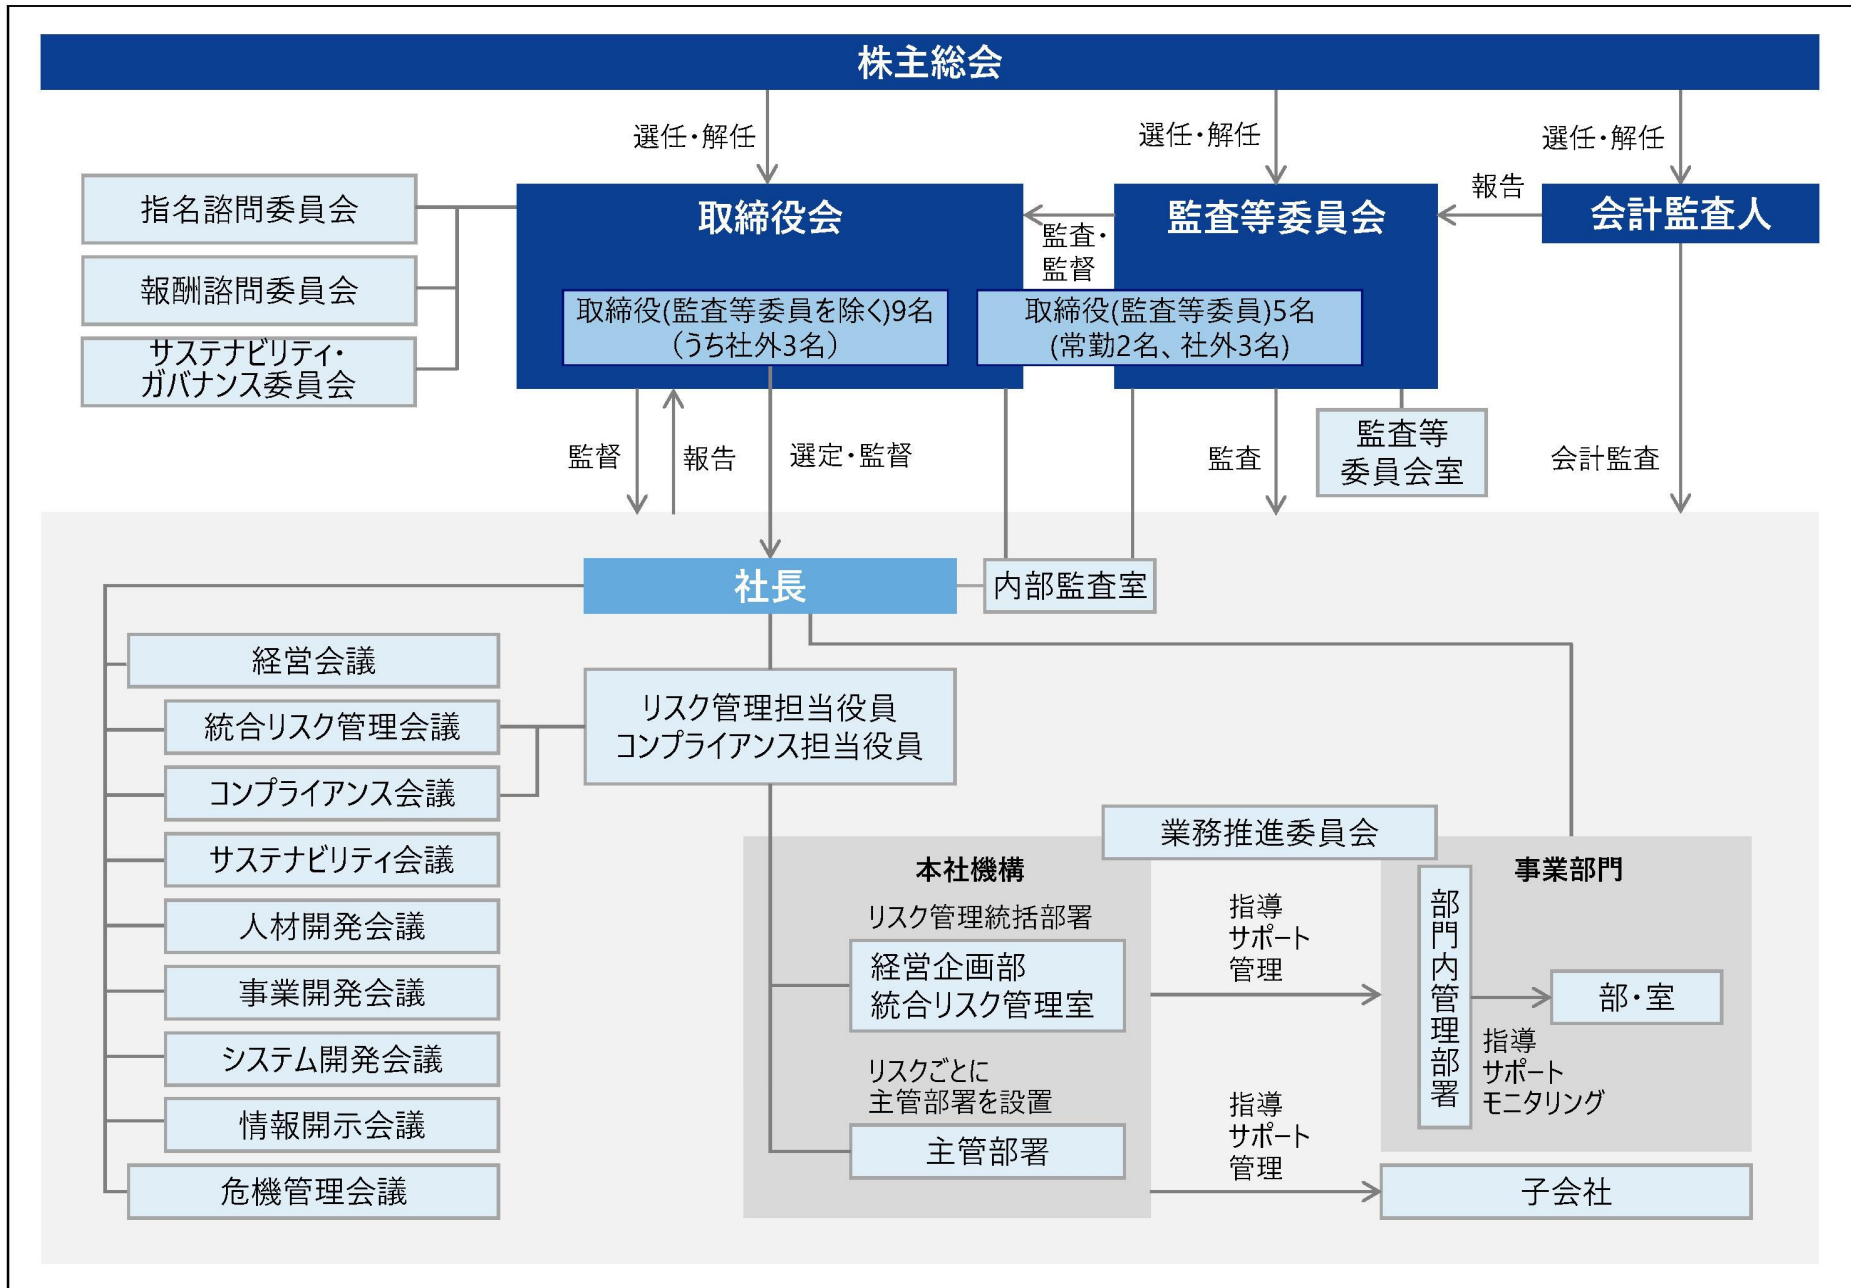 株主総会
選任・解任
選任・解任
選任・解任
指名諮問委員会
報酬諮問委員会
サステナビリティ・
ガバナンス委員会
取締役会
取締役(監査等委員を除く)9名
(うち社外3名)
監査・
監督
監査等委員会
取締役(監査等委員)5名
(常勤2名、社外3名)
報告
会計監査人
監督
報告
選定・監督
監査
監査等
委員会室
会計監査
社長
内部監査室
経営会議
統合リスク管理会議
コンプライアンス会議
サステナビリティ会議
人材開発会議
事業開発会議
システム開発会議
情報開示会議
危機管理会議
リスク管理担当役員
コンプライアンス担当役員
業務推進委員会
本社機構
リスク管理統括部署
経営企画部
統合リスク管理室
リスクごとに
主管部署を設置
主管部署
指導
サポート
管理
指導
サポート
管理
事業部門
部門内管理部署
部・室
指導
サポート
モニタリング
子会社